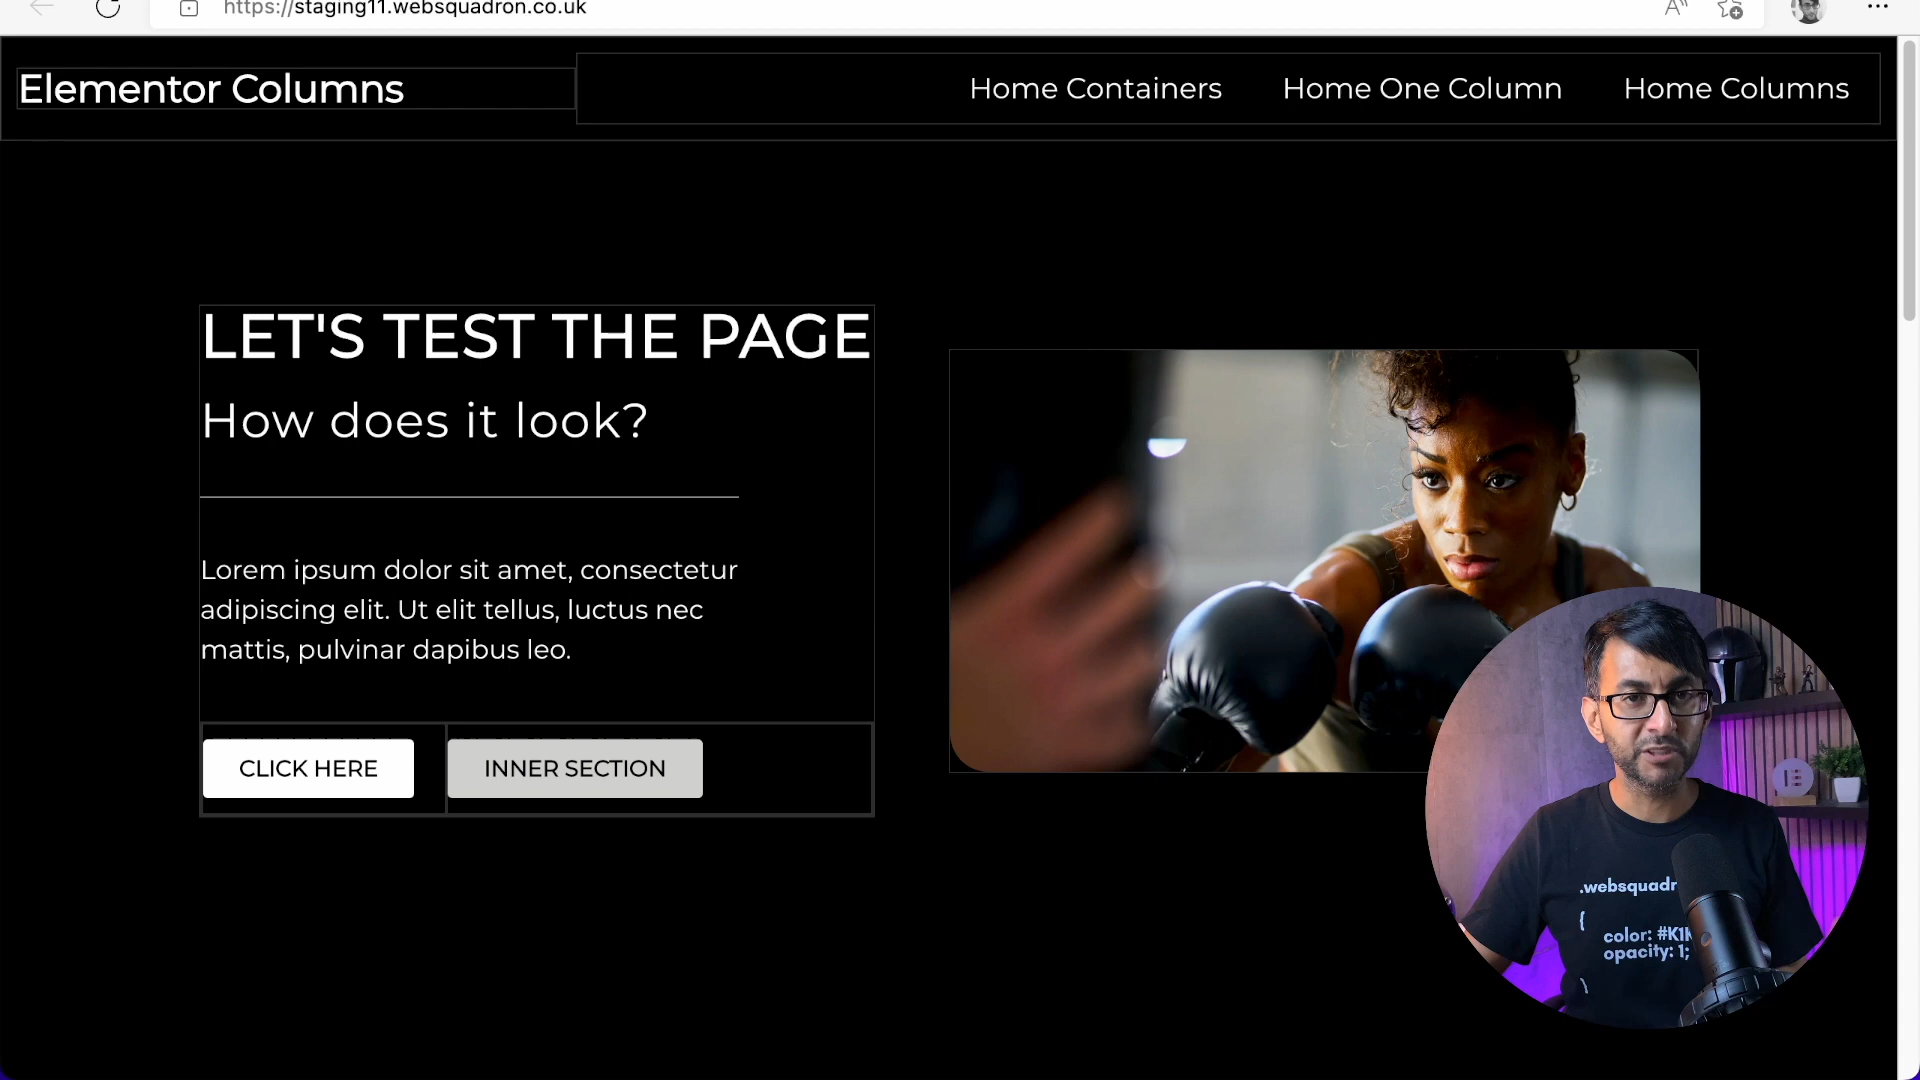 https://staging11.websquadron.co.uk
Elementor Columns
Home Containers
Home One Column
Home Columns
LET'S TEST THE PAGE
How does it look?
Lorem ipsum dolor sit amet, consectetur
adipiscing elit. Ut elit tellus, luctus nec
mattis, pulvinar dapibus leo.
CLICK HERE
INNER SECTION
.websquadr
{
color: #K1K
opacity: 1;
}